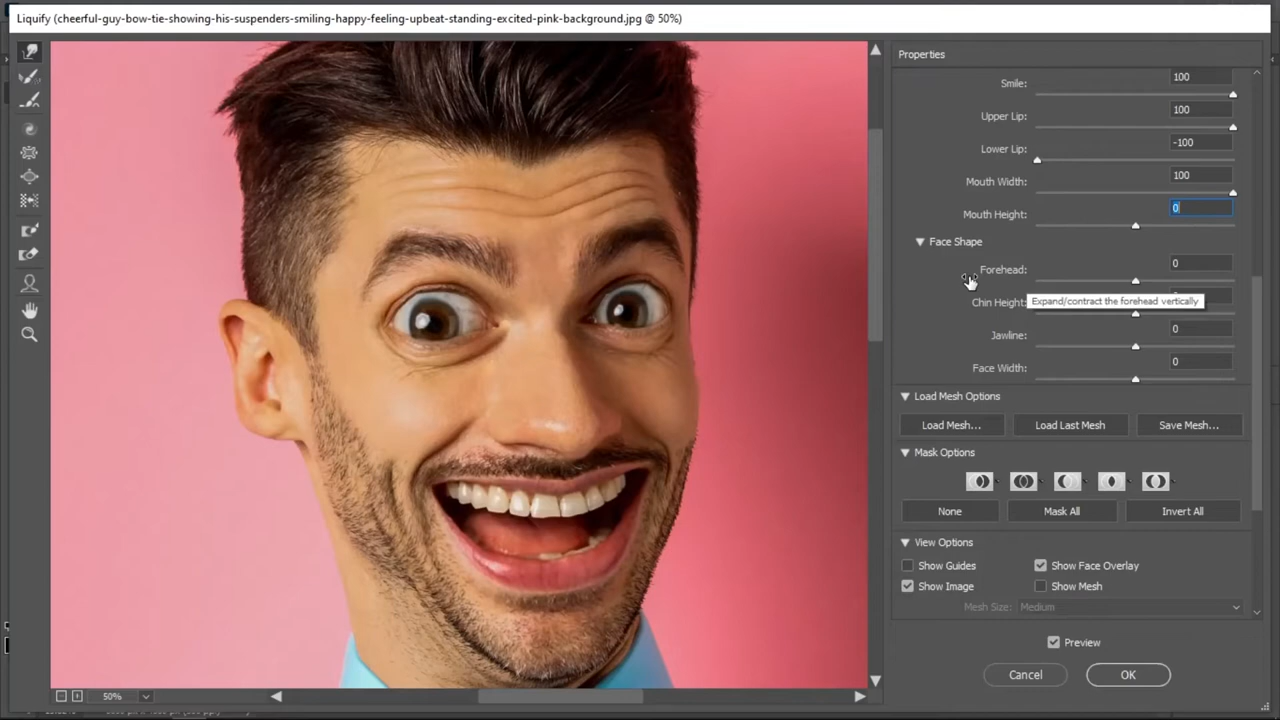 Liquify (cheerful-guy-bow-tie-showing-his-suspenders-smiling-happy-feeling-upbeat-standing-excited-pink-background.jpg @ 50%)
Properties
Smile: 100
Upper Lip: 100
Lower Lip: -100
Mouth Width: 100
Mouth Height: 0
Face Shape
Forehead: 0
Chin Height:
Expand/contract the forehead vertically
Jawline: 0
Face Width: 0
Load Mesh Options
Load Mesh... Load Last Mesh Save Mesh...
Mask Options
None Mask All Invert All
View Options
Show Guides Show Face Overlay
Show Image Show Mesh
Mesh Size: Medium
Preview
Cancel OK
50%